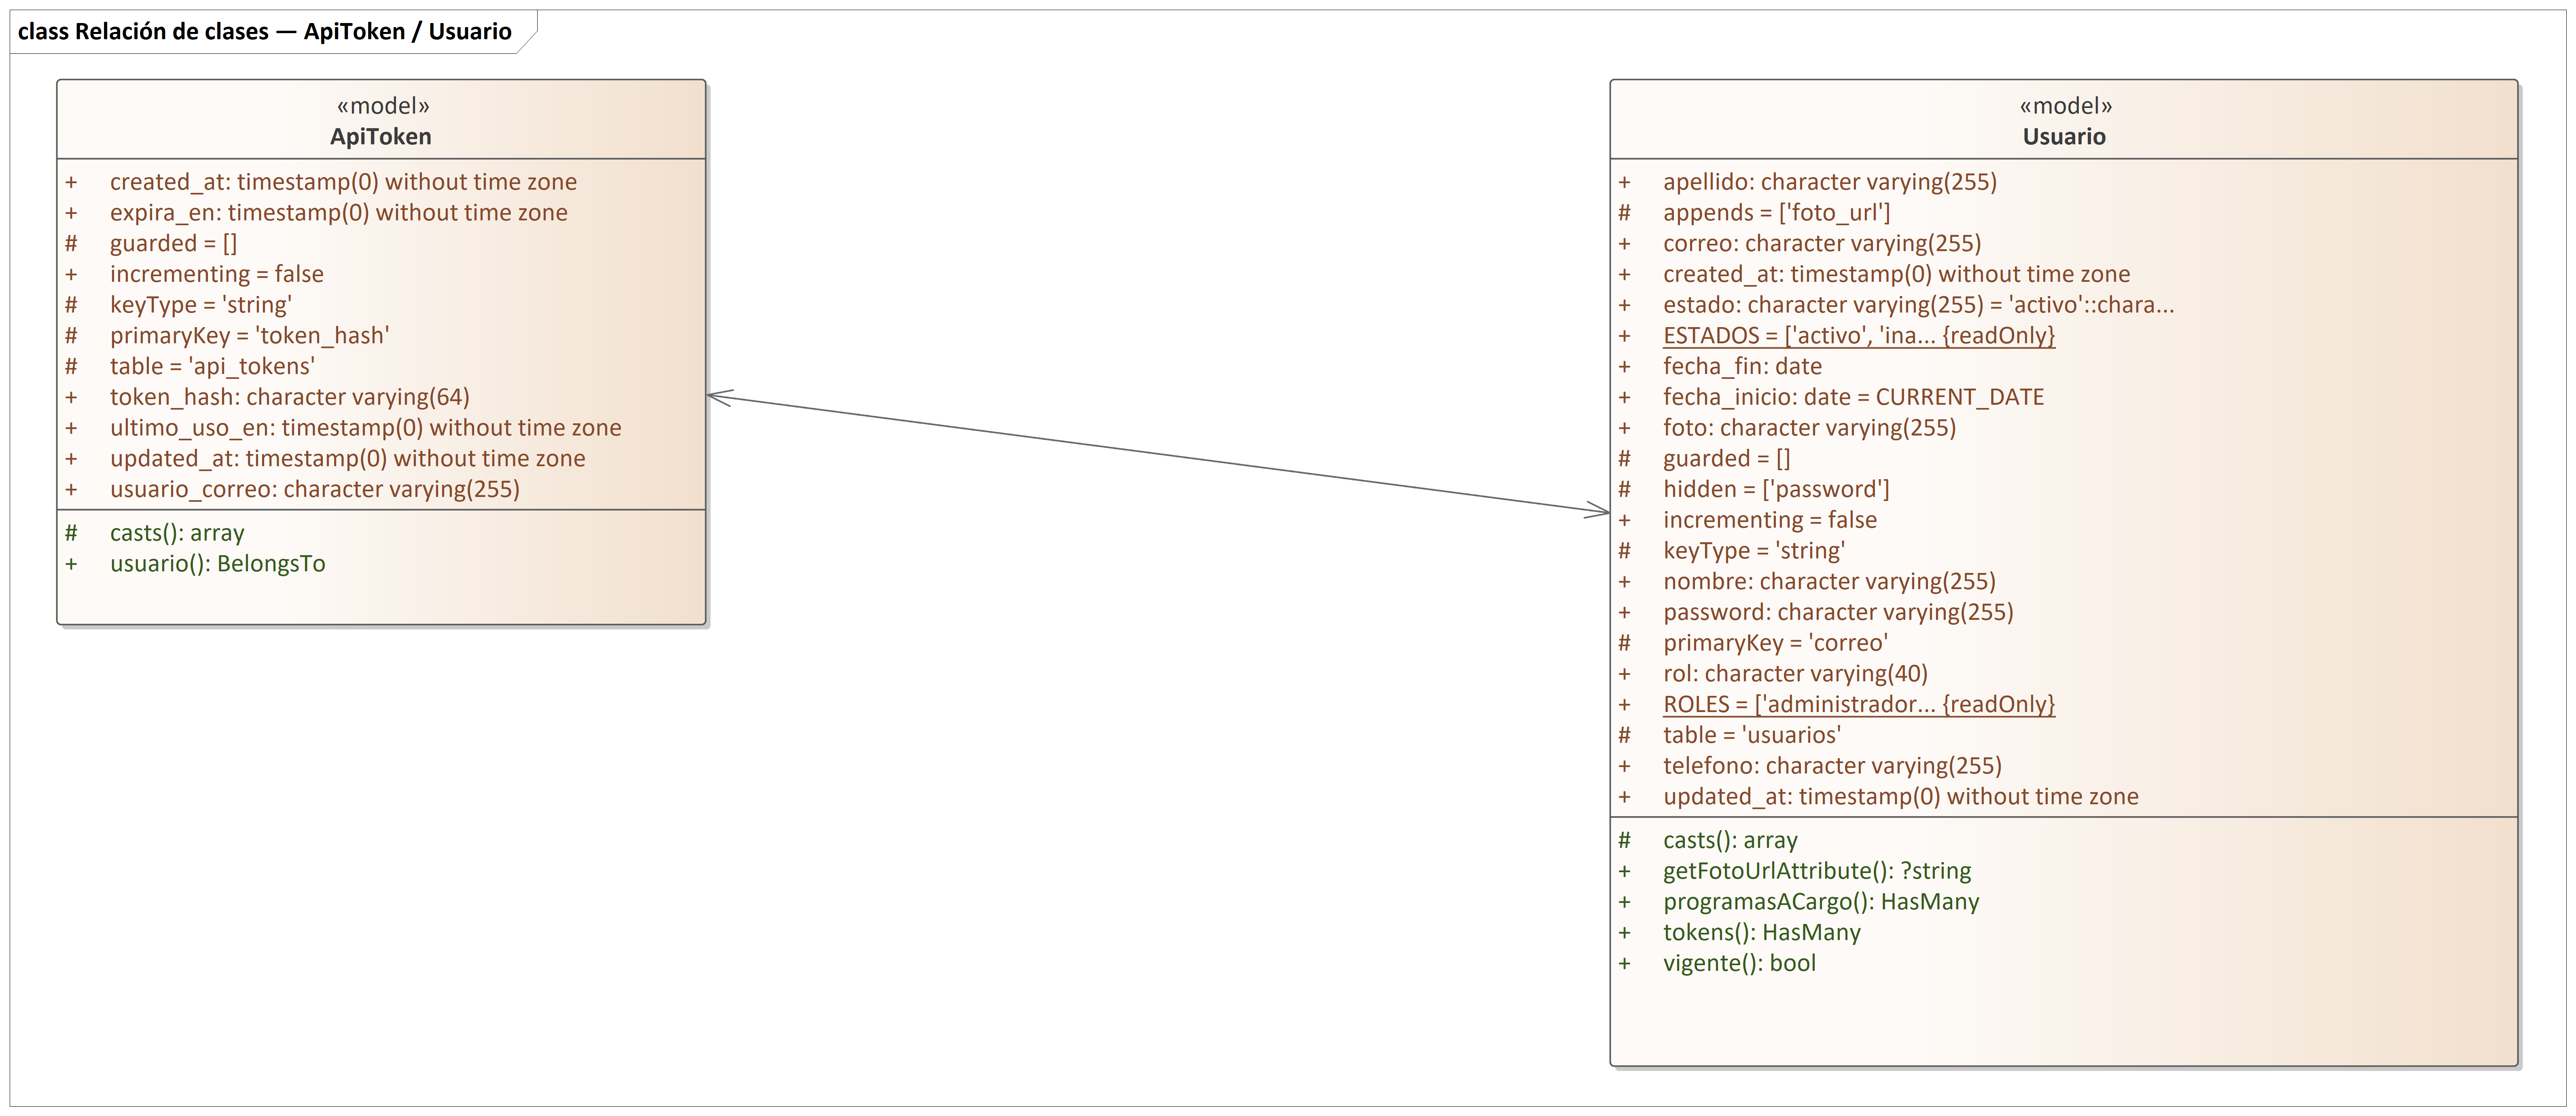 class Relación de clases — ApiToken / Usuario
«model»
ApiToken
+ created_at: timestamp(0) without time zone
+ expira_en: timestamp(0) without time zone
# guarded = []
+ incrementing = false
# keyType = 'string'
# primaryKey = 'token_hash'
# table = 'api_tokens'
+ token_hash: character varying(64)
+ ultimo_uso_en: timestamp(0) without time zone
+ updated_at: timestamp(0) without time zone
+ usuario_correo: character varying(255)
# casts(): array
+ usuario(): BelongsTo
«model»
Usuario
+ apellido: character varying(255)
# appends = ['foto_url']
+ correo: character varying(255)
+ created_at: timestamp(0) without time zone
+ estado: character varying(255) = 'activo'::chara...
+ ESTADOS = ['activo', 'ina... {readOnly}
+ fecha_fin: date
+ fecha_inicio: date = CURRENT_DATE
+ foto: character varying(255)
# guarded = []
# hidden = ['password']
+ incrementing = false
# keyType = 'string'
+ nombre: character varying(255)
+ password: character varying(255)
# primaryKey = 'correo'
+ rol: character varying(40)
+ ROLES = ['administrador... {readOnly}
# table = 'usuarios'
+ telefono: character varying(255)
+ updated_at: timestamp(0) without time zone
# casts(): array
+ getFotoUrlAttribute(): ?string
+ programasACargo(): HasMany
+ tokens(): HasMany
+ vigente(): bool